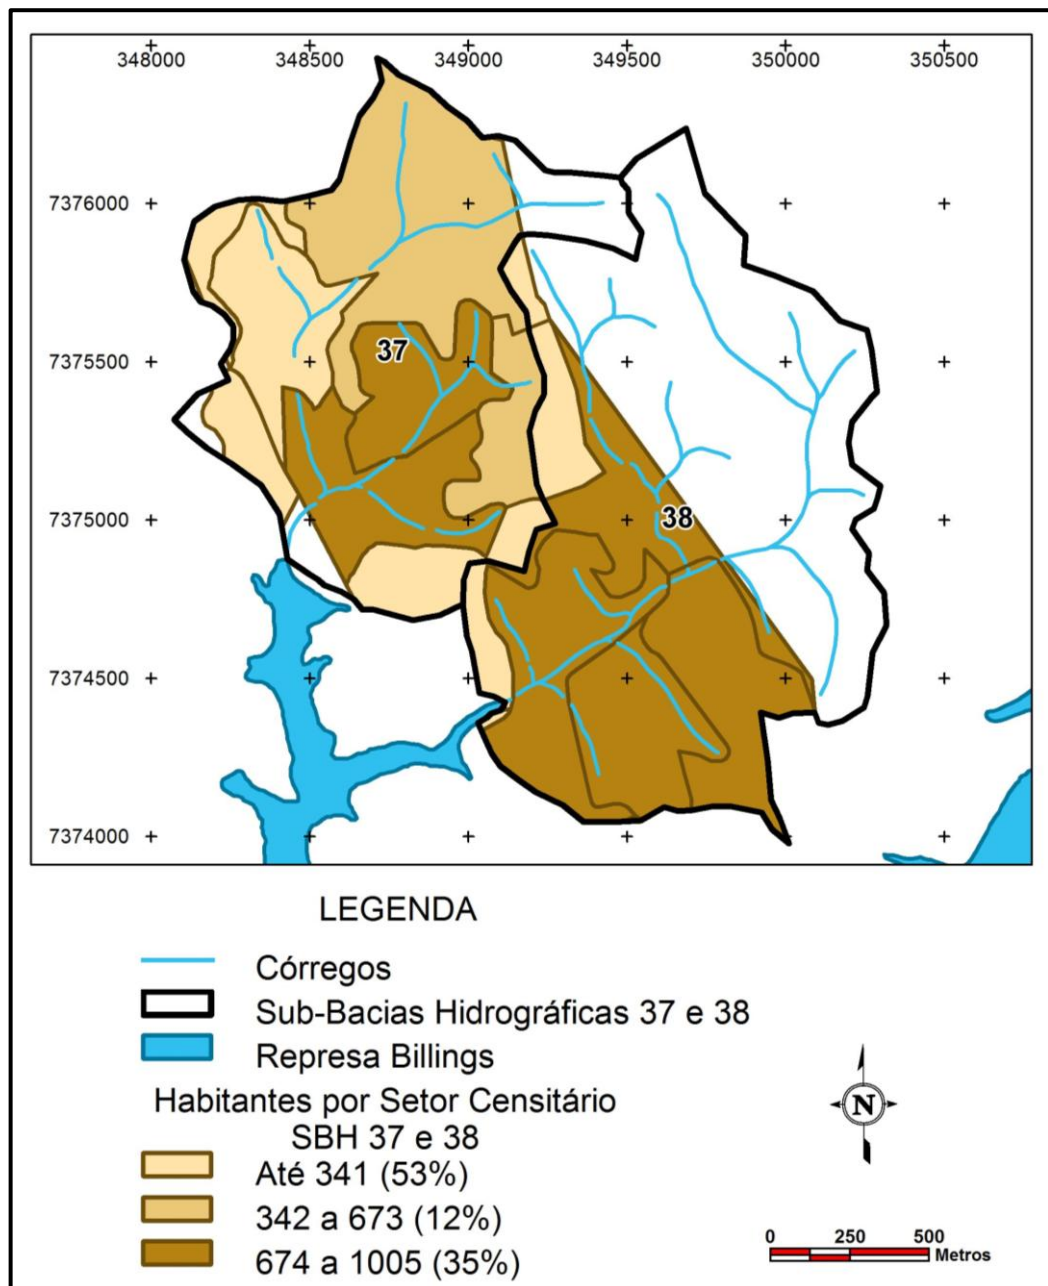 348000 348500 349000 349500 350000 350500
7376000
7375500
37
7375000
38
7374500
7374000
LEGENDA
Córregos
Sub-Bacias Hidrográficas 37 e 38
Represa Billings
Habitantes por Setor Censitário
SBH 37 e 38
Até 341 (53%)
342 a 673 (12%)
674 a 1005 (35%)
N
0 250 500
Metros